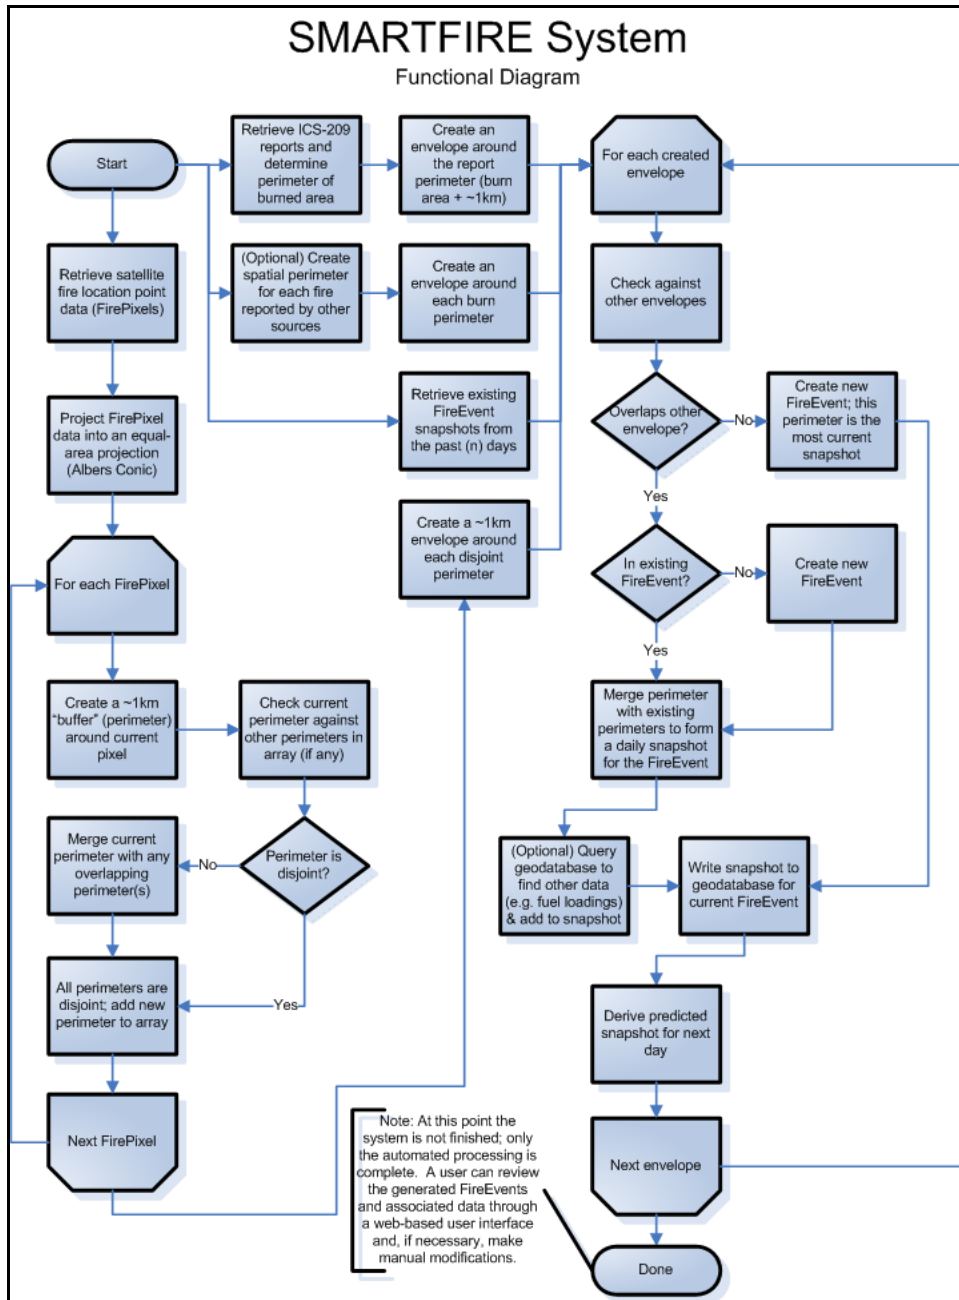 SMARTFIRE System
Functional Diagram
Start
Retrieve ICS-209
reports and
determine
perimeter of
burned area
Create an
envelope around
the report
perimeter (burn
area + ~1km)
For each created
envelope
Retrieve satellite
fire location point
data (FirePixels)
(Optional) Create
spatial perimeter
for each fire
reported by other
sources
Create an
envelope around
each burn
perimeter
Check against
other envelopes
Project FirePixel
data into an equal-
area projection
(Albers Conic)
Retrieve existing
FireEvent
snapshots from
the past (n) days
Overlaps other
envelope?
No
Create new
FireEvent; this
perimeter is the
most current
snapshot
Yes
For each FirePixel
Create a ~1km
envelope around
each disjoint
perimeter
In existing
FireEvent?
No
Create new
FireEvent
Yes
Create a ~1km
"buffer" (perimeter)
around current
pixel
Check current
perimeter against
other perimeters in
array (if any)
Merge perimeter
with existing
perimeters to form
a daily snapshot
for the FireEvent
Merge current
perimeter with any
overlapping
perimeter(s)
No
Perimeter is
disjoint?
(Optional) Query
geodatabase to
find other data
(e.g. fuel loadings)
& add to snapshot
Write snapshot to
geodatabase for
current FireEvent
All perimeters are
disjoint; add new
perimeter to array
Yes
Derive predicted
snapshot for next
day
Next FirePixel
Note: At this point the
system is not finished; only
the automated processing is
complete. A user can review
the generated FireEvents
and associated data through
a web-based user interface
and, if necessary, make
manual modifications.
Next envelope
Done